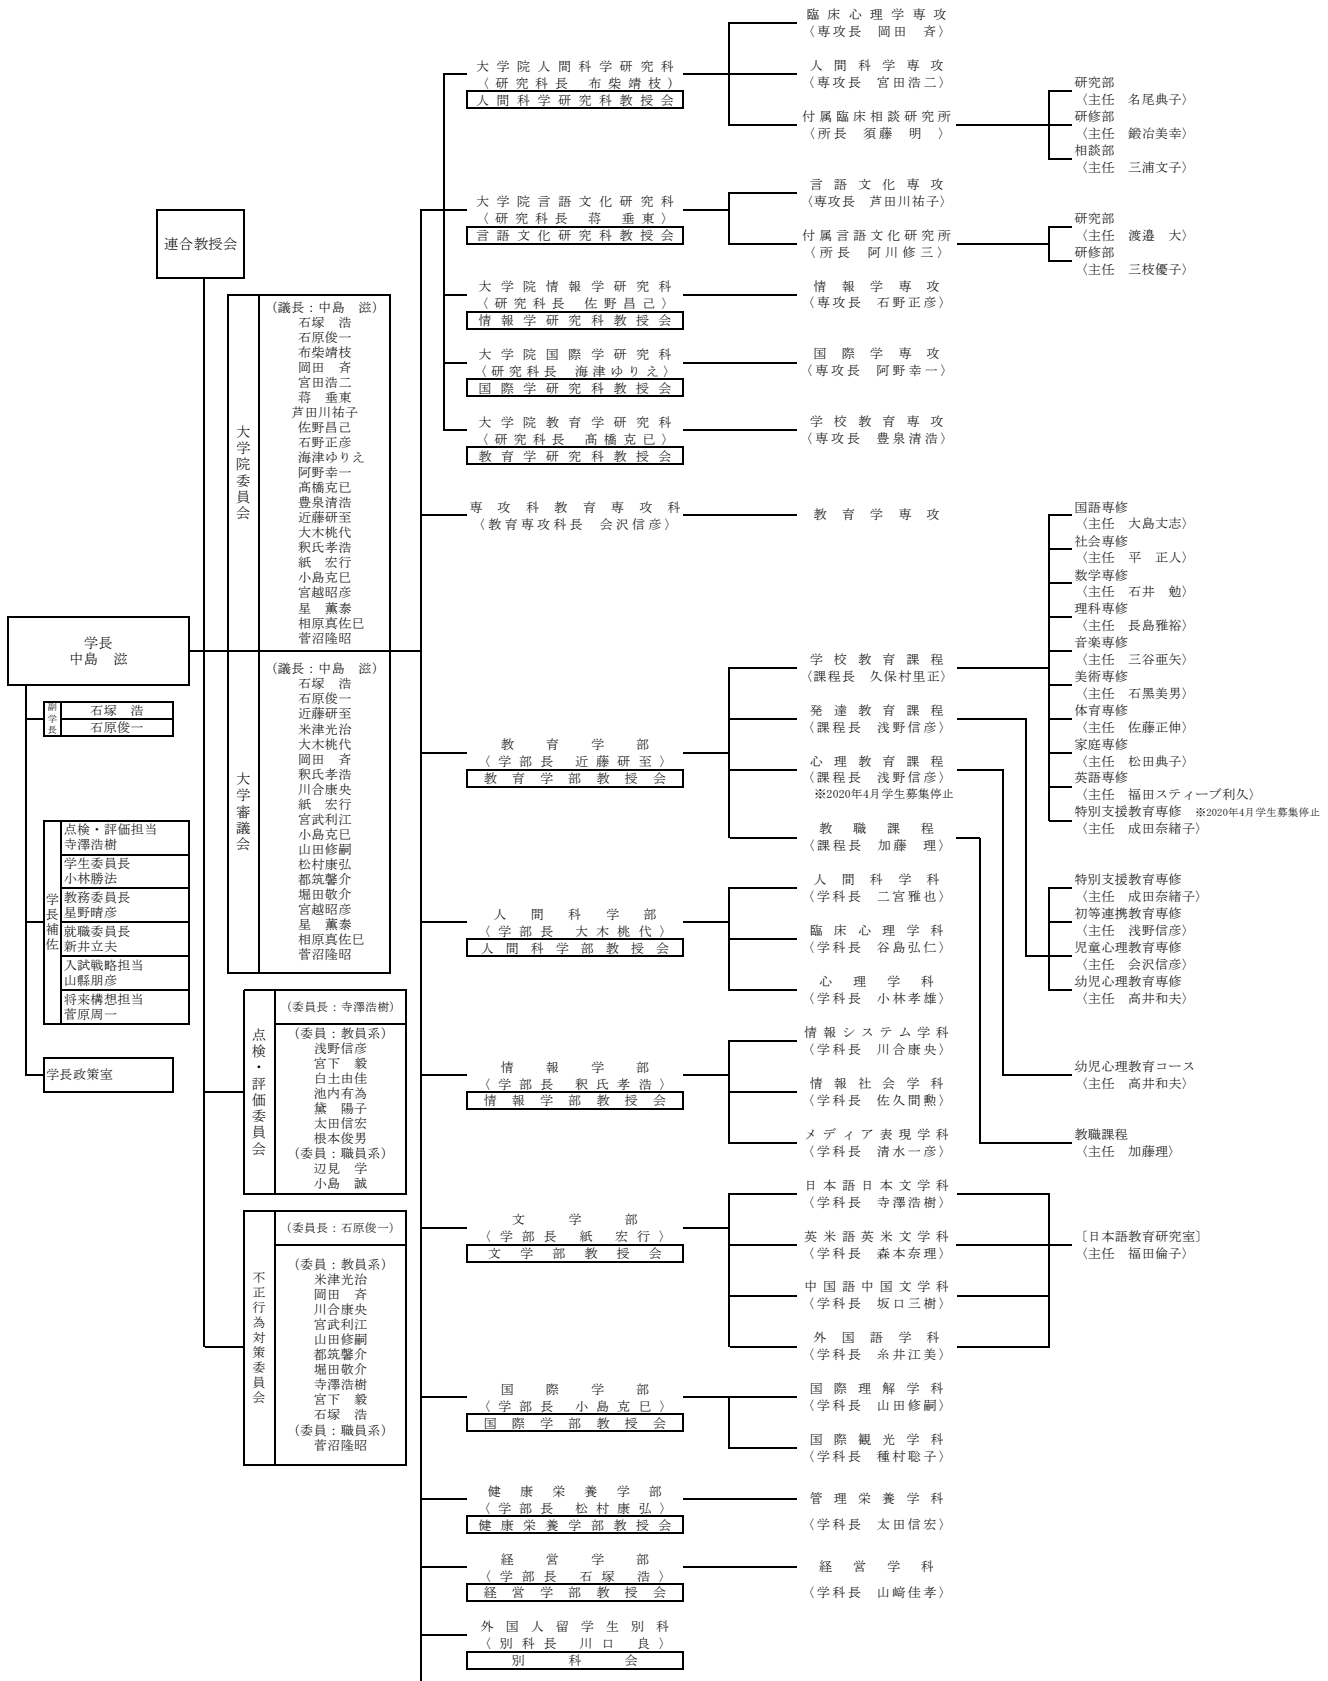 学長
中島　滋
副学長
石塚　浩
石原俊一
学長補佐
点検・評価担当
寺澤浩樹
学生委員長
小林勝法
教務委員長
星野晴彦
就職委員長
新井立夫
入試戦略担当
山縣朋彦
将来構想担当
菅原周一
学長政策室
連合教授会
大学院委員会
(議長：中島　滋)
石塚　浩
石原俊一
布柴靖枝
岡田　斉
宮田浩二
蒋　垂東
芦田川祐子
佐野昌己
石野正彦
海津ゆりえ
阿野幸一
髙橋克已
豊泉清浩
近藤研至
大木桃代
釈氏孝浩
紙　宏行
小島克巳
宮越昭彦
星　薫泰
相原真佐巳
菅沼隆昭
大学審議会
(議長：中島　滋)
石塚　浩
石原俊一
近藤研至
米津光治
大木桃代
岡田　斉
釈氏孝浩
川合康央
紙　宏行
宮武利江
小島克巳
山田修嗣
松村康弘
都筑馨介
堀田敬介
宮越昭彦
星　薫泰
相原真佐巳
菅沼隆昭
点検・評価委員会
(委員長：寺澤浩樹)
(委員：教員系)
浅野信彦
宮下　毅
白土由佳
池内有為
黛　陽子
太田信宏
根本俊男
(委員：職員系)
辺見　学
小島　誠
不正行為対策委員会
(委員長：石原俊一)
(委員：教員系)
米津光治
岡田　斉
川合康央
宮武利江
山田修嗣
都筑馨介
堀田敬介
寺澤浩樹
宮下　毅
石塚　浩
(委員：職員系)
菅沼隆昭
大学院人間科学研究科
〈研究科長　布柴靖枝〉
人間科学研究科教授会
臨床心理学専攻
〈専攻長　岡田　斉〉
人間科学専攻
〈専攻長　宮田浩二〉
付属臨床相談研究所
〈所長　須藤　明　〉
研究部
〈主任　名尾典子〉
研修部
〈主任　鍛冶美幸〉
相談部
〈主任　三浦文子〉
大学院言語文化研究科
〈研究科長　蒋　垂東〉
言語文化研究科教授会
言語文化専攻
〈専攻長　芦田川祐子〉
付属言語文化研究所
〈所長　阿川修三〉
研究部
〈主任　渡邉　大〉
研修部
〈主任　三枝優子〉
大学院情報学研究科
〈研究科長　佐野昌己〉
情報学研究科教授会
情報学専攻
〈専攻長　石野正彦〉
大学院国際学研究科
〈研究科長　海津ゆりえ〉
国際学研究科教授会
国際学専攻
〈専攻長　阿野幸一〉
大学院教育学研究科
〈研究科長　髙橋克已〉
教育学研究科教授会
学校教育専攻
〈専攻長　豊泉清浩〉
専攻科教育専攻科
〈教育専攻科長　会沢信彦〉
教育学専攻
教育学部
〈学部長　近藤研至〉
教育学部教授会
学校教育課程
〈課程長　久保村里正〉
発達教育課程
〈課程長　浅野信彦〉
心理教育課程
〈課程長　浅野信彦〉
※2020年4月学生募集停止
教職課程
〈課程長　加藤　理〉
国語専修
〈主任　大島丈志〉
社会専修
〈主任　平　正人〉
数学専修
〈主任　石井　勉〉
理科専修
〈主任　長島雅裕〉
音楽専修
〈主任　三谷亜矢〉
美術専修
〈主任　石黒美男〉
体育専修
〈主任　佐藤正伸〉
家庭専修
〈主任　松田典子〉
英語専修
〈主任　福田スティーブ利久〉
特別支援教育専修　※2020年4月学生募集停止
〈主任　成田奈緒子〉
特別支援教育専修
〈主任　成田奈緒子〉
初等連携教育専修
〈主任　浅野信彦〉
児童心理教育専修
〈主任　会沢信彦〉
幼児心理教育専修
〈主任　高井和夫〉
幼児心理教育コース
〈主任　高井和夫〉
教職課程
〈主任　加藤理〉
人間科学部
〈学部長　大木桃代〉
人間科学部教授会
人間科学科
〈学科長　二宮雅也〉
臨床心理学科
〈学科長　谷島弘仁〉
心理学科
〈学科長　小林孝雄〉
情報学部
〈学部長　釈氏孝浩〉
情報学部教授会
情報システム学科
〈学科長　川合康央〉
情報社会学科
〈学科長　佐久間勲〉
メディア表現学科
〈学科長　清水一彦〉
文学部
〈学部長　紙　宏行〉
文学部教授会
日本語日本文学科
〈学科長　寺澤浩樹〉
英米語英米文学科
〈学科長　森本奈理〉
中国語中国文学科
〈学科長　坂口三樹〉
外国語学科
〈学科長　糸井江美〉
〔日本語教育研究室〕
〈主任　福田倫子〉
国際学部
〈学部長　小島克巳〉
国際学部教授会
国際理解学科
〈学科長　山田修嗣〉
国際観光学科
〈学科長　種村聡子〉
健康栄養学部
〈学部長　松村康弘〉
健康栄養学部教授会
管理栄養学科
〈学科長　太田信宏〉
経営学部
〈学部長　石塚　浩〉
経営学部教授会
経営学科
〈学科長　山﨑佳孝〉
外国人留学生別科
〈別科長　川口　良〉
別科会